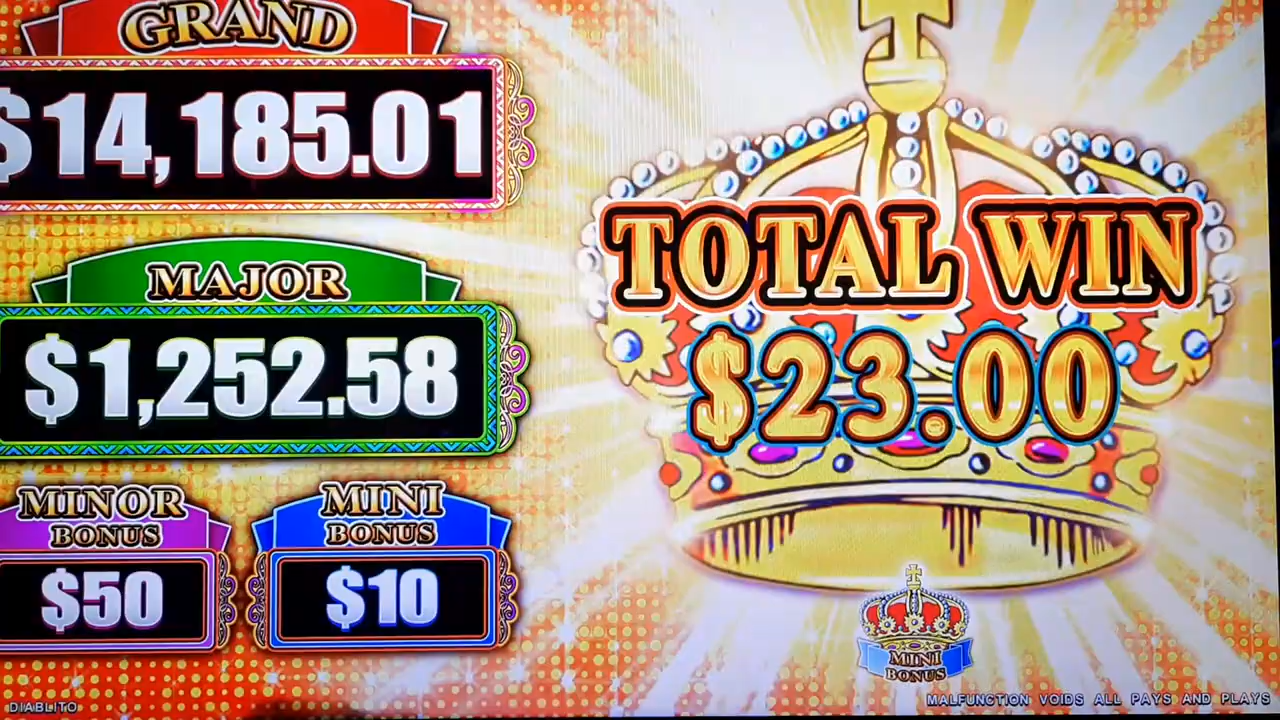 GRAND
$14,185.01
MAJOR
$1,252.58
MINOR
BONUS
$50
MINI
BONUS
$10
TOTAL WIN
$23.00
MINI
BONUS
DIABLITO
MALFUNCTION VOIDS ALL PAYS AND PLAYS